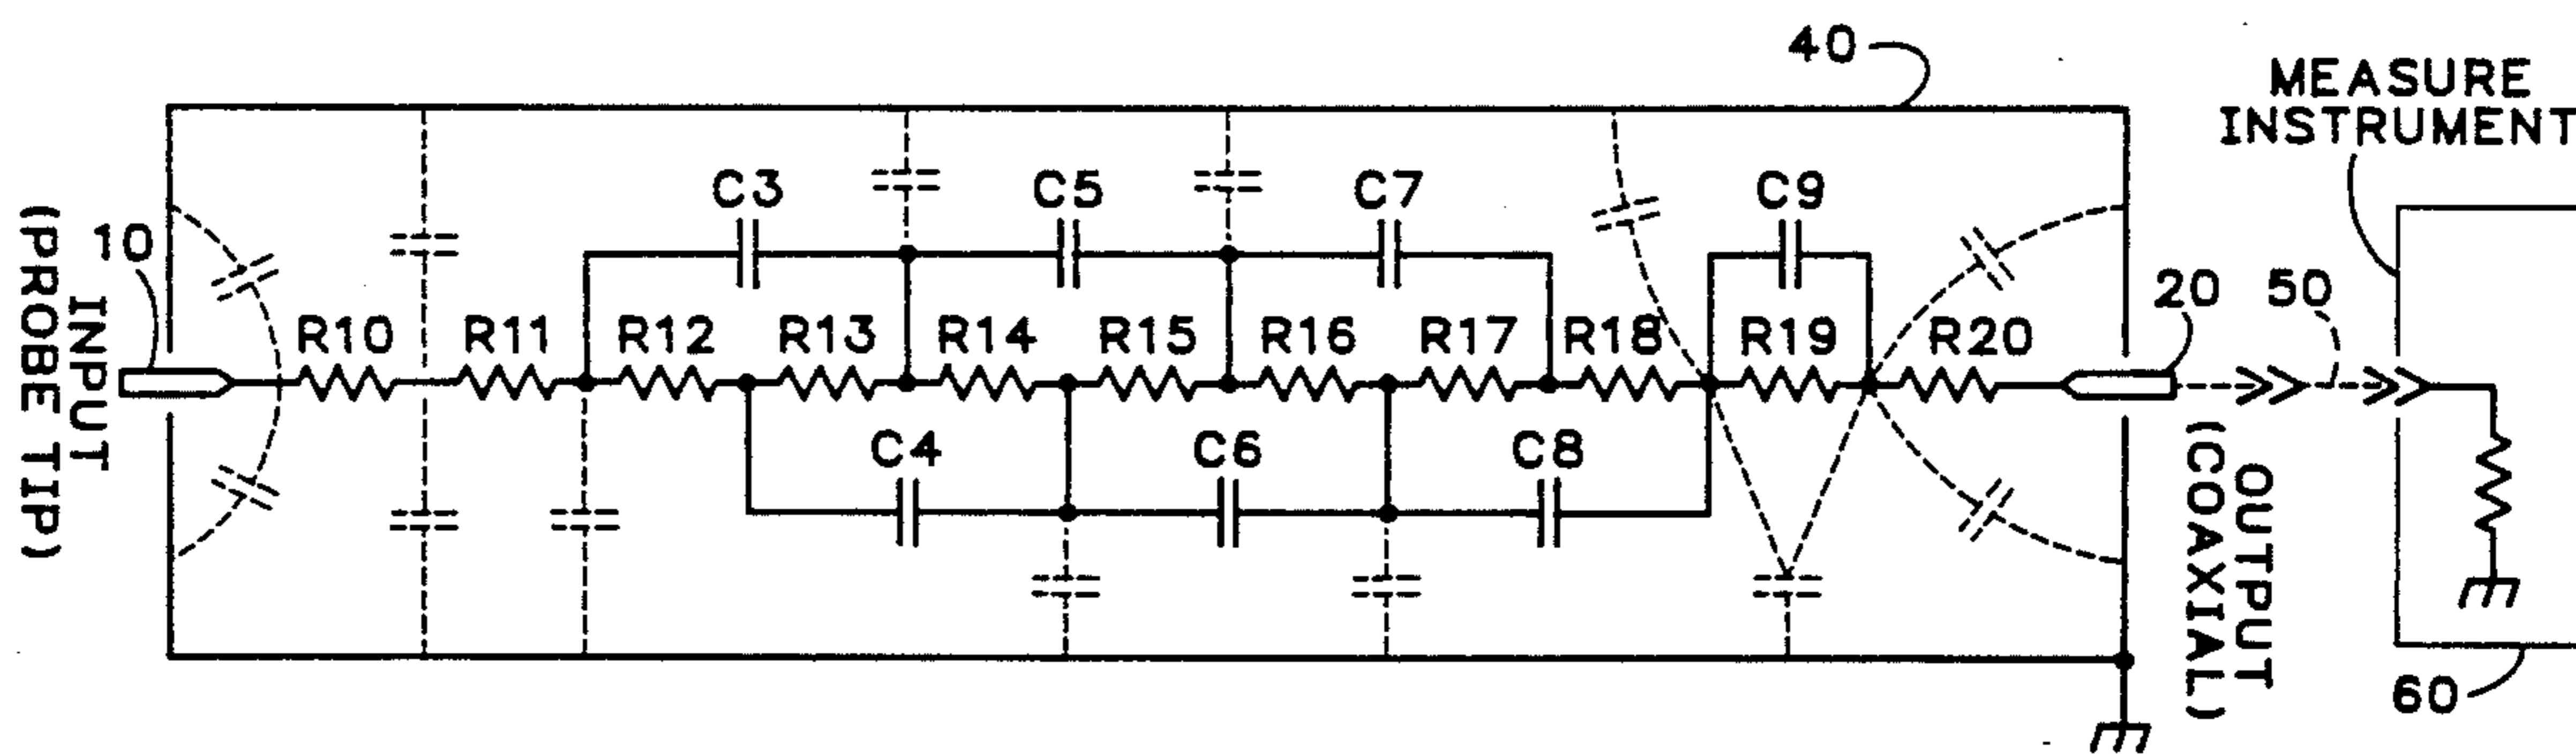 40
MEASURE
INSTRUMENT
C3
C5
C7
C9
10
INPUT
(PROBE TIP)
R10
R11
R12
R13
R14
R15
R16
R17
R18
R19
R20
20
50
C4
C6
C8
OUTPUT
(COAXIAL)
60